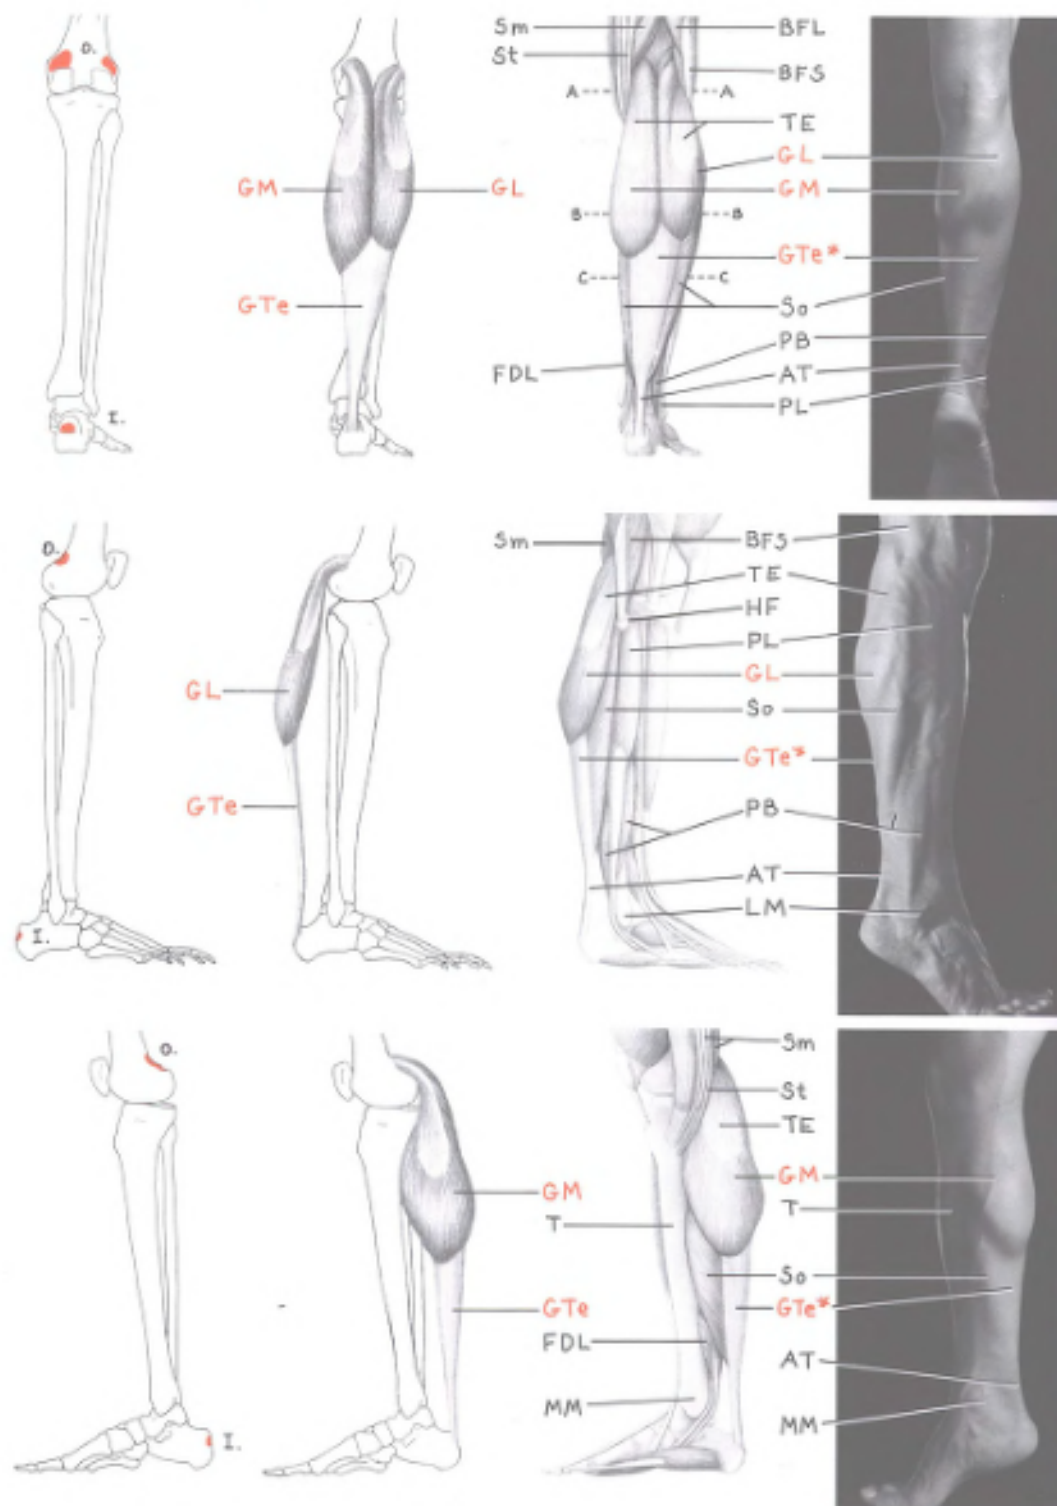 O.
I.
GM
GL
GTe
Sm
St
BFL
BFS
A
A
TE
GL
GM
B
B
GTe*
C
C
So
PB
FDL
AT
PL
O.
I.
GL
GTe
Sm
BFS
TE
HF
PL
GL
So
GTe*
PB
AT
LM
O.
I.
GM
GTe
T
FDL
MM
Sm
St
TE
GM
T
So
GTe*
AT
MM